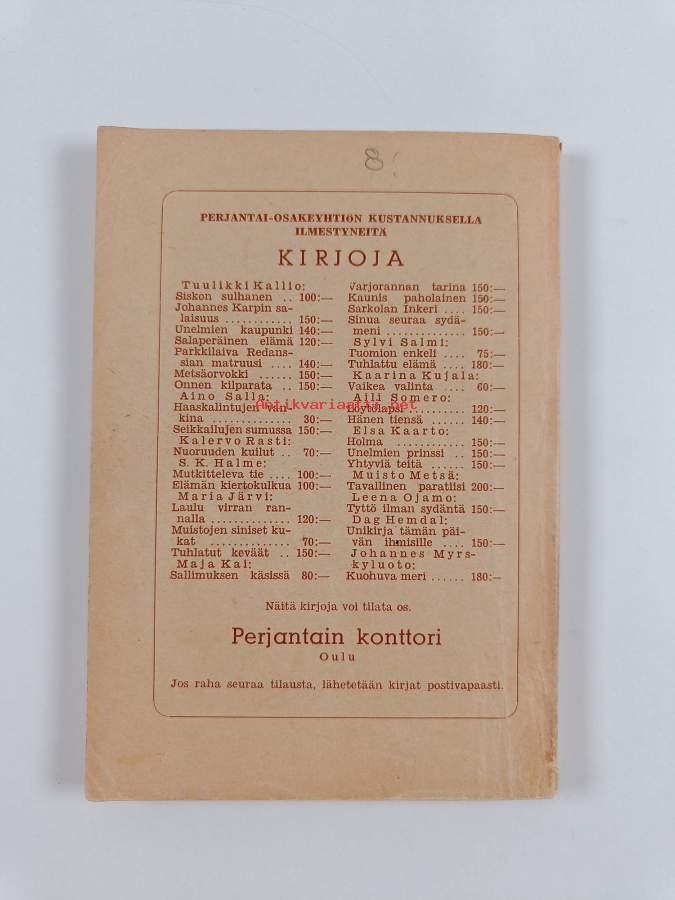 8
PERJANTAI-OSAKEYHTIÖN KUSTANNUKSELLA
ILMESTYNEITÄ
KIRJOJA
Tuulikki Kallio:
Siskon sulhanen .. 100:—
Johannes Karpin sa-
laisuus ............ 150:—
Unelmien kaupunki 140:—
Salaperäinen elämä 120:—
Parkkilaiva Redans-
sian matruusi .... 140:—
Metsäorvokki ...... 150:—
Onnen kilparata .. 150:—
Aino Salla:
Haaskalintujen van-
kina .............. 30:—
Seikkailujen sumussa 150:—
Kalervo Rasti:
Nuoruuden kuilut .. 70:—
S. K. Halme:
Mutkitteleva tie .... 100:—
Elämän kiertokulkua 100:—
Maria Järvi:
Laulu virran ran-
nalla .............. 120:—
Muistojen siniset ku-
kat .............. 70:—
Tuhlatut keväät .. 150:—
Maja Kai:
Sallimuksen käsissä 80:—
Varjorannan tarina 150:—
Kaunis paholainen 150:—
Sarkolan Inkeri .... 150:—
Sinua seuraa sydä-
meni .............. 150:—
Sylvi Salmi:
Tuomion enkeli .... 75:—
Tuhlattu elämä .... 180:—
Kaarina Kujala:
Vaikea valinta .... 60:—
Aili Somero:
Löytölapsi .......... 120:—
Hänen tiensä ...... 140:—
Elsa Kaarto:
Holma ............ 150:—
Unelmien prinssi .. 150:—
Yhtyviä teitä ...... 150:—
Muisto Metsä:
Tavallinen paratiisi 200:—
Leena Ojamo:
Tyttö ilman sydäntä 150:—
Dag Hemdal:
Unikirja tämän päi-
vän ihmisille .... 150:—
Johannes Myrs-
kyluoto:
Kuohuva meri ...... 180:—
Antikvariaatin.net
Näitä kirjoja voi tilata os.
Perjantain konttori
Oulu
Jos raha seuraa tilausta, lähetetään kirjat postivapaasti.